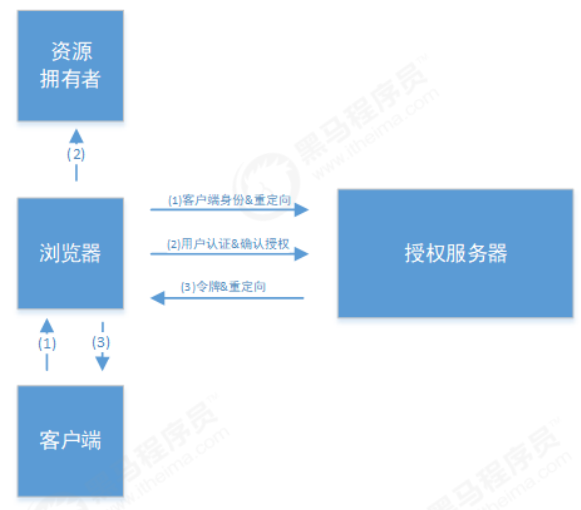 资源
拥有者
(2)
黑马程序员
www.itheima.com
(1)客户端身份&重定向
浏览器
(2)用户认证&确认授权
授权服务器
(3)令牌&重定向
(1)
(3)
客户端
黑马程序员
www.itheima.com
黑马程序员
www.itheima.com